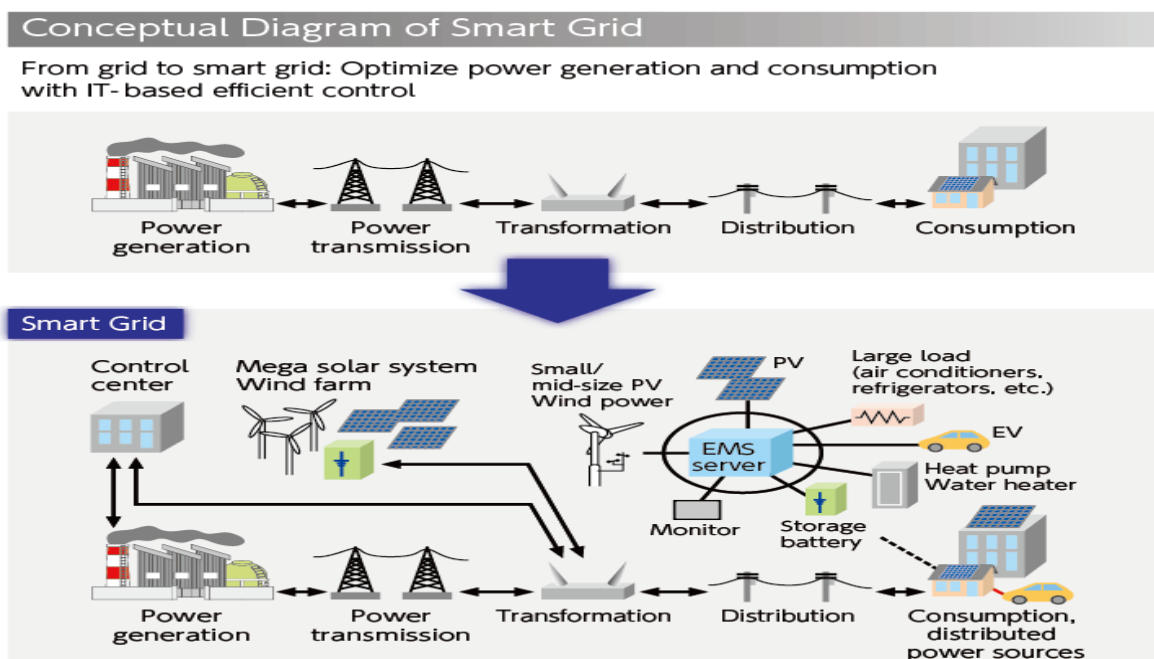 Conceptual Diagram of Smart Grid
From grid to smart grid: Optimize power generation and consumption
with IT-based efficient control
Power
generation
Power
transmission
Transformation
Distribution
Consumption
Smart Grid
Control
center
Mega solar system
Wind farm
Small/
mid-size PV
Wind power
PV
Large load
(air conditioners,
refrigerators, etc.)
EMS
server
EV
Heat pump
Water heater
Monitor
Storage
battery
Power
generation
Power
transmission
Transformation
Distribution
Consumption,
distributed
power sources